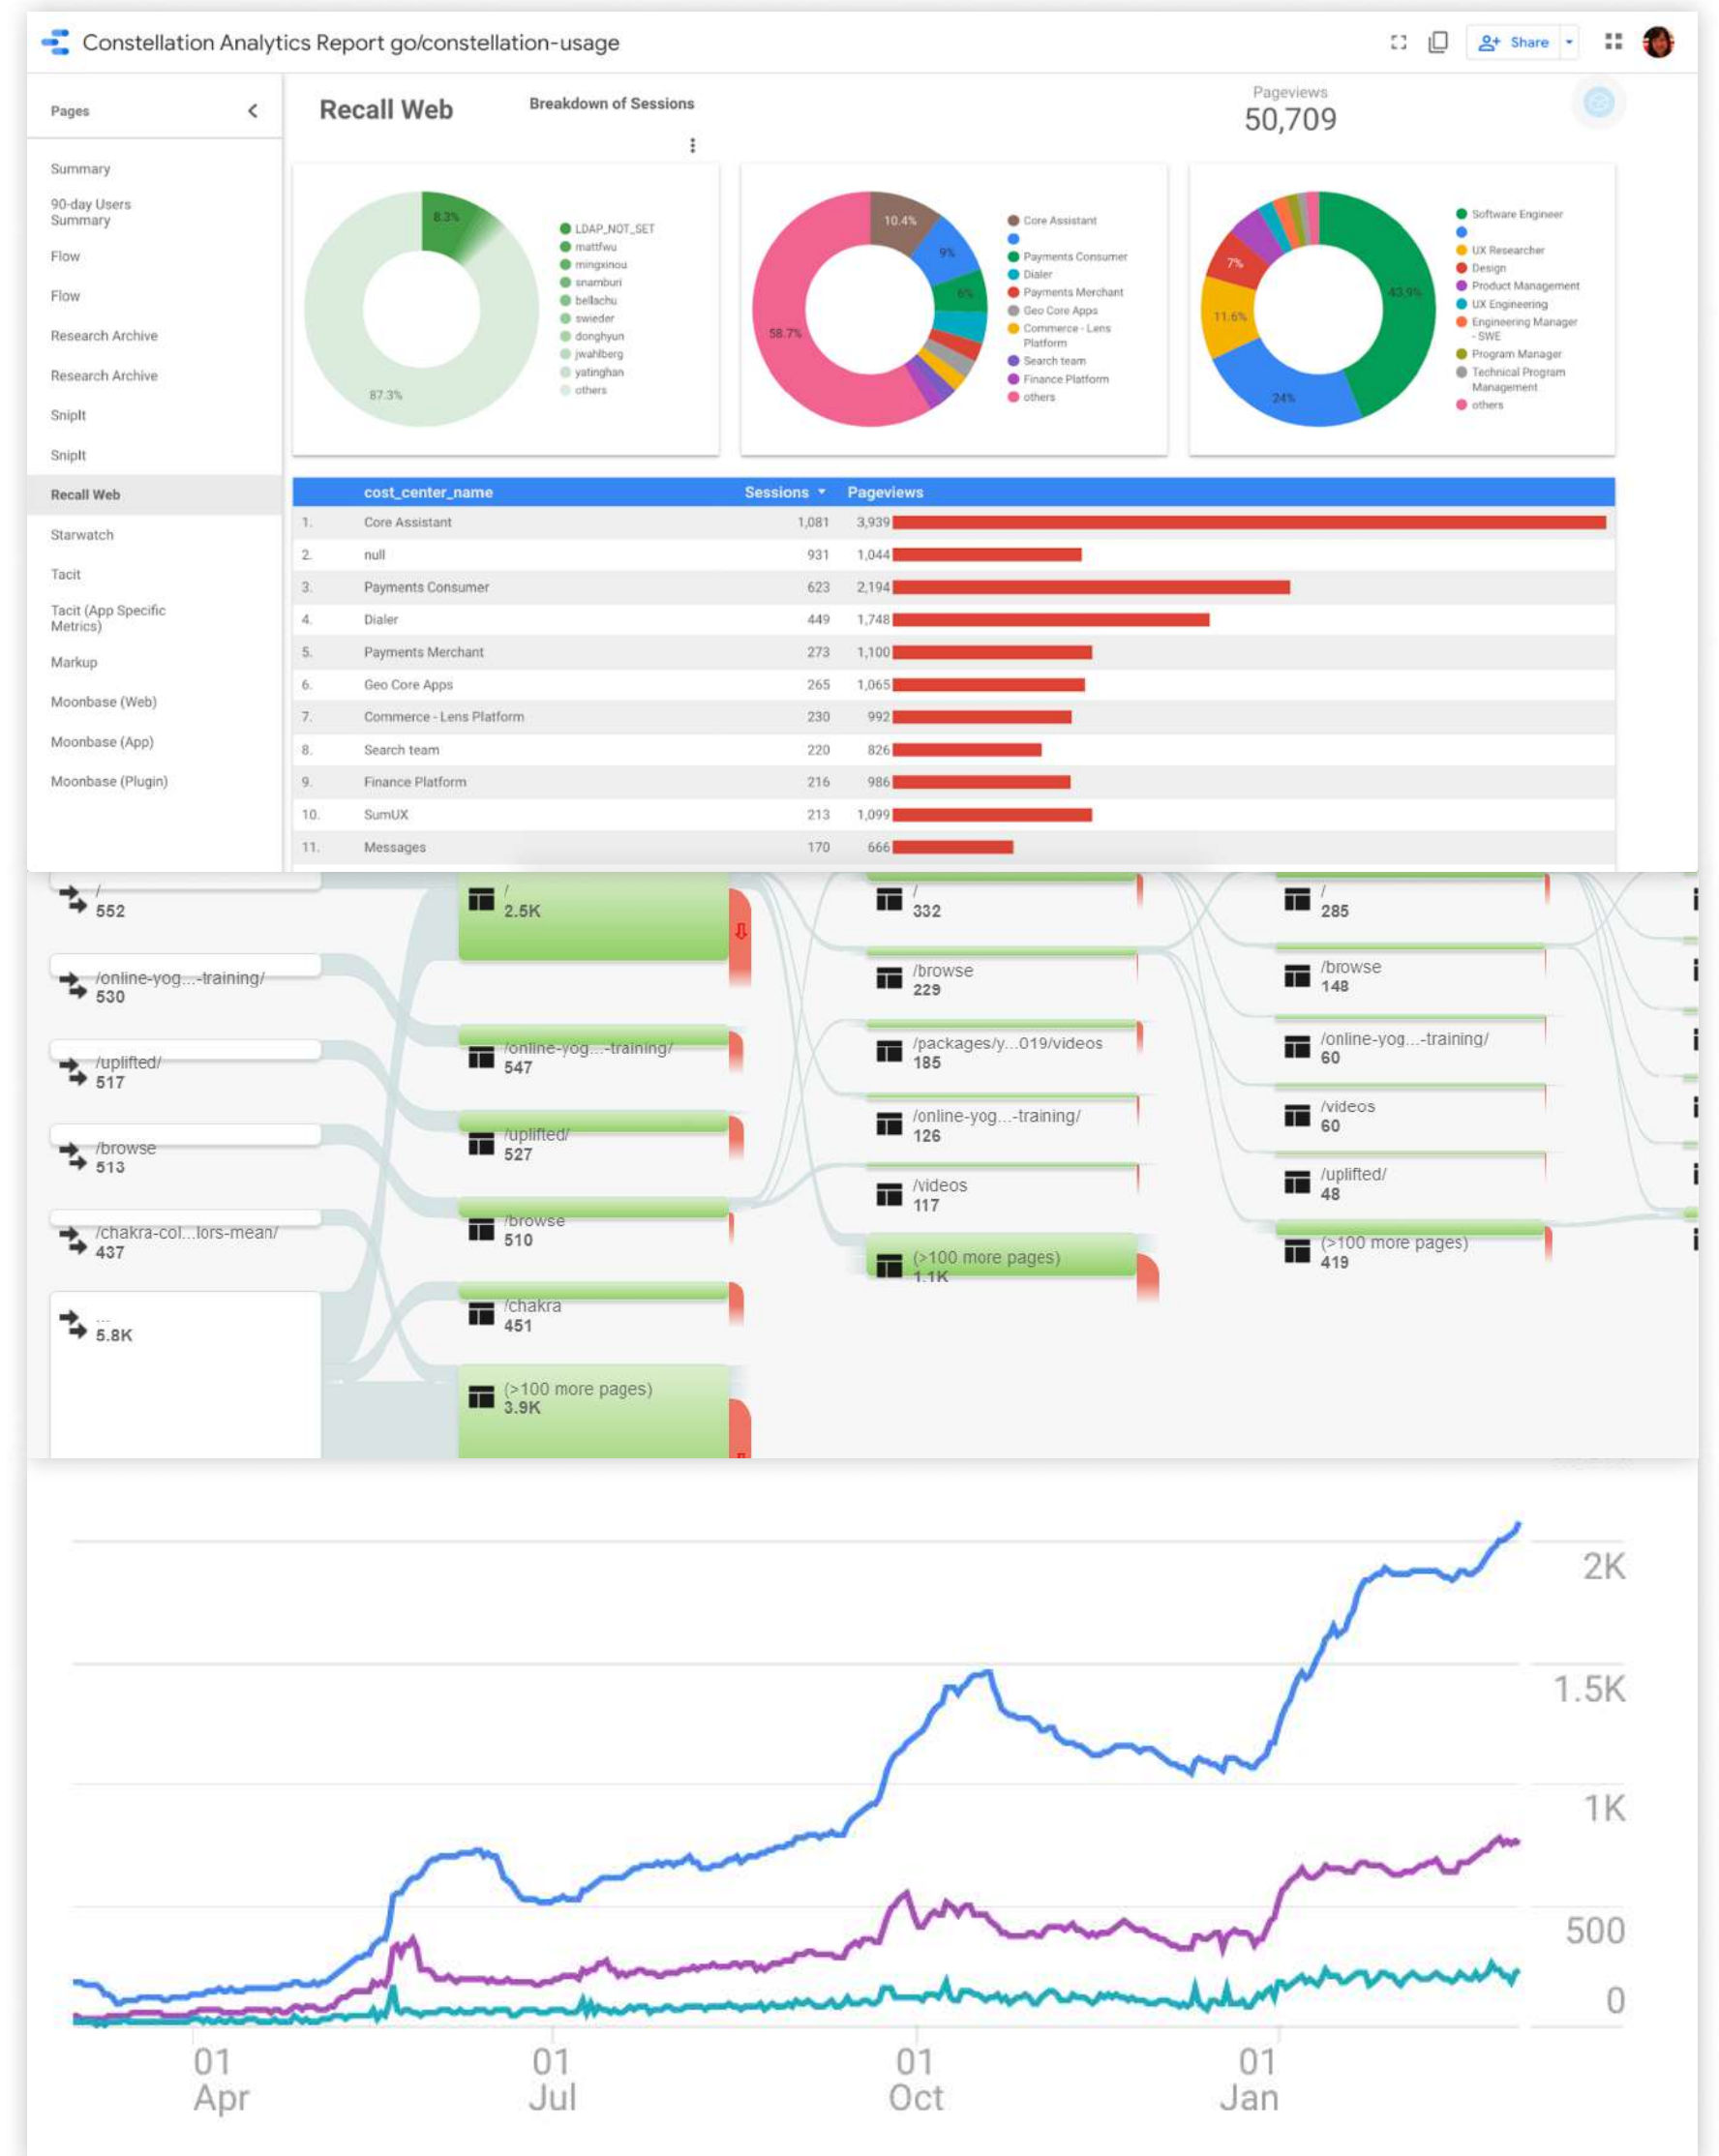 Constellation Analytics Report go/constellation-usage
Share
Pages
Summary
90-day Users
Summary
Flow
Flow
Research Archive
Research Archive
SnipIt
SnipIt
Recall Web
Starwatch
Tacit
Tacit (App Specific
Metrics)
Markup
Moonbase (Web)
Moonbase (App)
Moonbase (Plugin)
Recall Web
Breakdown of Sessions
Pageviews
50,709
8.3%
87.3%
LDAP_NOT_SET
mattfwu
mingxinou
snamburi
bellachu
swieder
donghyun
jwahlberg
yatinghan
others
10.4%
9%
6%
58.7%
Core Assistant
Payments Consumer
Dialer
Payments Merchant
Geo Core Apps
Commerce - Lens
Platform
Search team
Finance Platform
others
43.9%
24%
11.6%
7%
Software Engineer
UX Researcher
Design
Product Management
UX Engineering
Engineering Manager
- SWE
Program Manager
Technical Program
Management
others
cost_center_name Sessions Pageviews
1. Core Assistant 1,081 3,939
2. null 931 1,044
3. Payments Consumer 623 2,194
4. Dialer 449 1,748
5. Payments Merchant 273 1,100
6. Geo Core Apps 265 1,065
7. Commerce - Lens Platform 230 992
8. Search team 220 826
9. Finance Platform 216 986
10. SumUX 213 1,099
11. Messages 170 666
/
552
/online-yog...-training/
530
/uplifted/
517
/browse
513
/chakra-col...lors-mean/
437
...
5.8K
/
2.5K
/online-yog...-training/
547
/uplifted/
527
/browse
510
/chakra
451
(>100 more pages)
3.9K
/
332
/browse
229
/packages/y...019/videos
185
/online-yog...-training/
126
/videos
117
(>100 more pages)
1.1K
/
285
/browse
148
/online-yog...-training/
60
/videos
60
/uplifted/
48
(>100 more pages)
419
2K
1.5K
1K
500
0
01
Apr
01
Jul
01
Oct
01
Jan